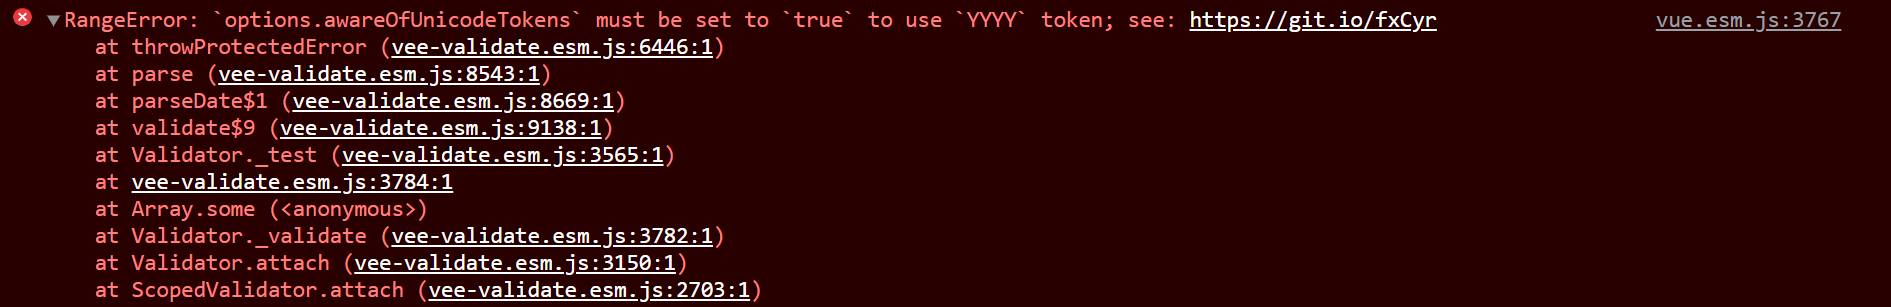 RangeError: `options.awareOfUnicodeTokens` must be set to `true` to use `YYYY` token; see: https://git.io/fxCyr vue.esm.js:3767
at throwProtectedError (vee-validate.esm.js:6446:1)
at parse (vee-validate.esm.js:8543:1)
at parseDate$1 (vee-validate.esm.js:8669:1)
at validate$9 (vee-validate.esm.js:9138:1)
at Validator._test (vee-validate.esm.js:3565:1)
at vee-validate.esm.js:3784:1
at Array.some (<anonymous>)
at Validator._validate (vee-validate.esm.js:3782:1)
at Validator.attach (vee-validate.esm.js:3150:1)
at ScopedValidator.attach (vee-validate.esm.js:2703:1)